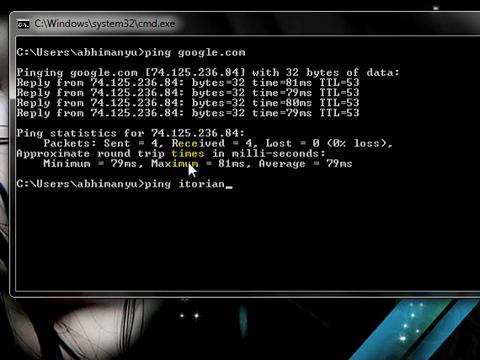 C:\Windows\system32\cmd.exe
C:\Users\abhimanyu>ping google.com
Pinging google.com [74.125.236.84] with 32 bytes of data:
Reply from 74.125.236.84: bytes=32 time=81ms TTL=53
Reply from 74.125.236.84: bytes=32 time=79ms TTL=53
Reply from 74.125.236.84: bytes=32 time=80ms TTL=53
Reply from 74.125.236.84: bytes=32 time=79ms TTL=53
Ping statistics for 74.125.236.84:
Packets: Sent = 4, Received = 4, Lost = 0 (0% loss),
Approximate round trip times in milli-seconds:
Minimum = 79ms, Maximum = 81ms, Average = 79ms
C:\Users\abhimanyu>ping itorian_